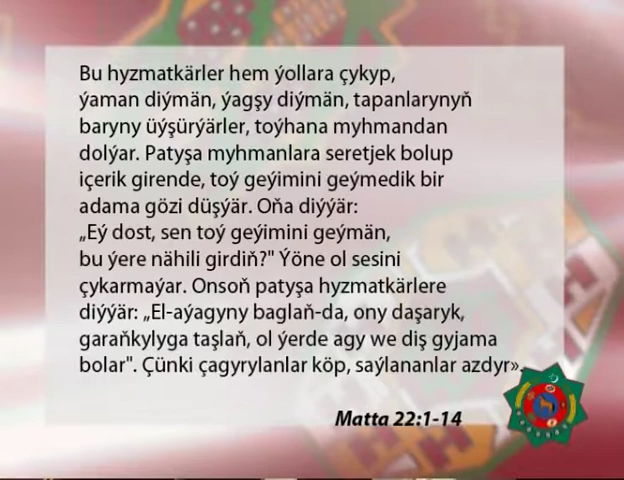 Bu hyzmatkärler hem ýollara çykyp,
ýaman diýmän, ýagşy diýmän, tapanlarynyň
baryny üýşürýärler, toýhana myhmandan
dolýar. Patyşa myhmanlara seretjek bolup
içerik girende, toý geýimini geýmedik bir
adama gözi düşýär. Oňa diýýär:
„Eý dost, sen toý geýimini geýmän,
bu ýere nähili girdiň?" Ýöne ol sesini
çykarmaýar. Onsoň patyşa hyzmatkärlere
diýýär: „El-aýagyny baglaň-da, ony daşaryk,
garaňkylyga taşlaň, ol ýerde agy we diş gyjama
bolar". Çünki çagyrylanlar köp, saýlananlar azdyr».
Matta 22:1-14